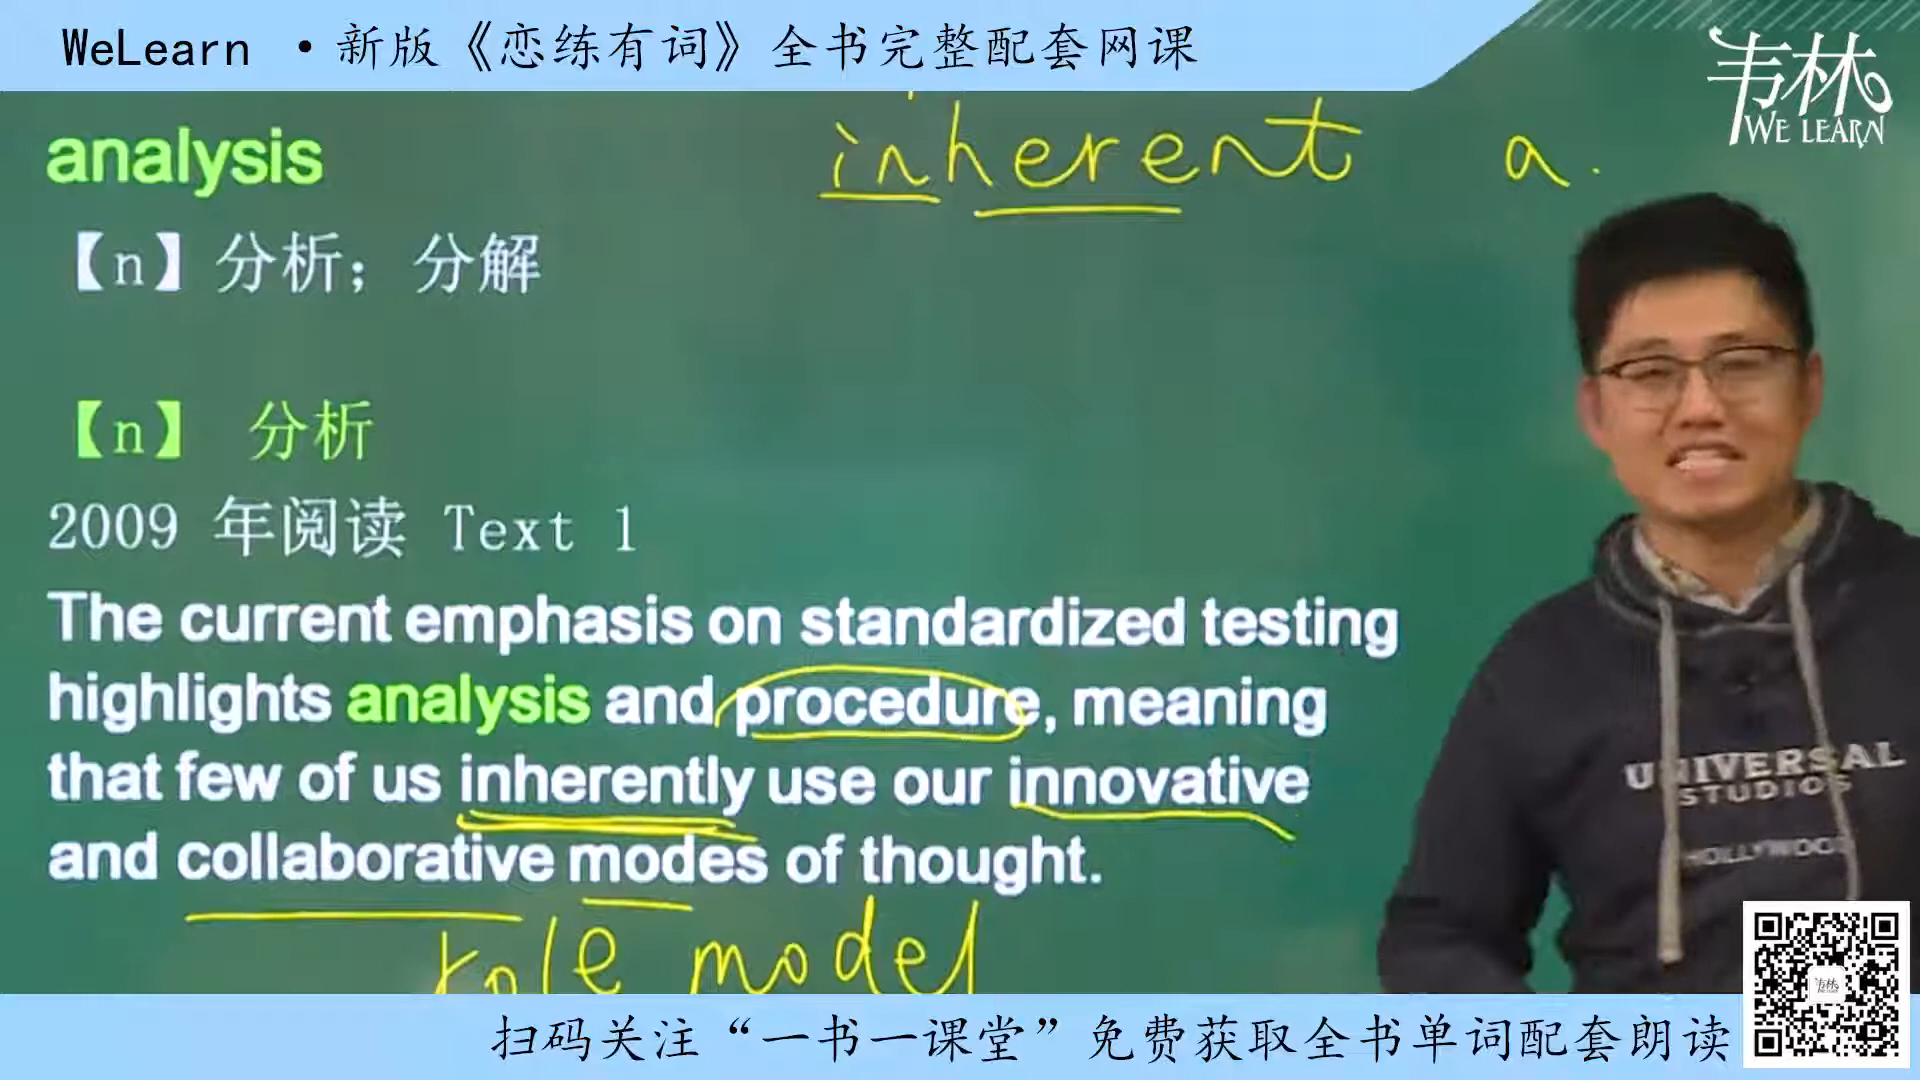 WeLearn ·新版《恋练有词》全书完整配套网课
韦林
WE LEARN
analysis
inherent a.
【n】分析；分解
【n】 分析
2009 年阅读 Text 1
The current emphasis on standardized testing
highlights analysis and procedure, meaning
that few of us inherently use our innovative
and collaborative modes of thought.
role model
UNIVERSAL
STUDIOS
HOLLYWOOD
扫码关注“一书一课堂”免费获取全书单词配套朗读
韦林